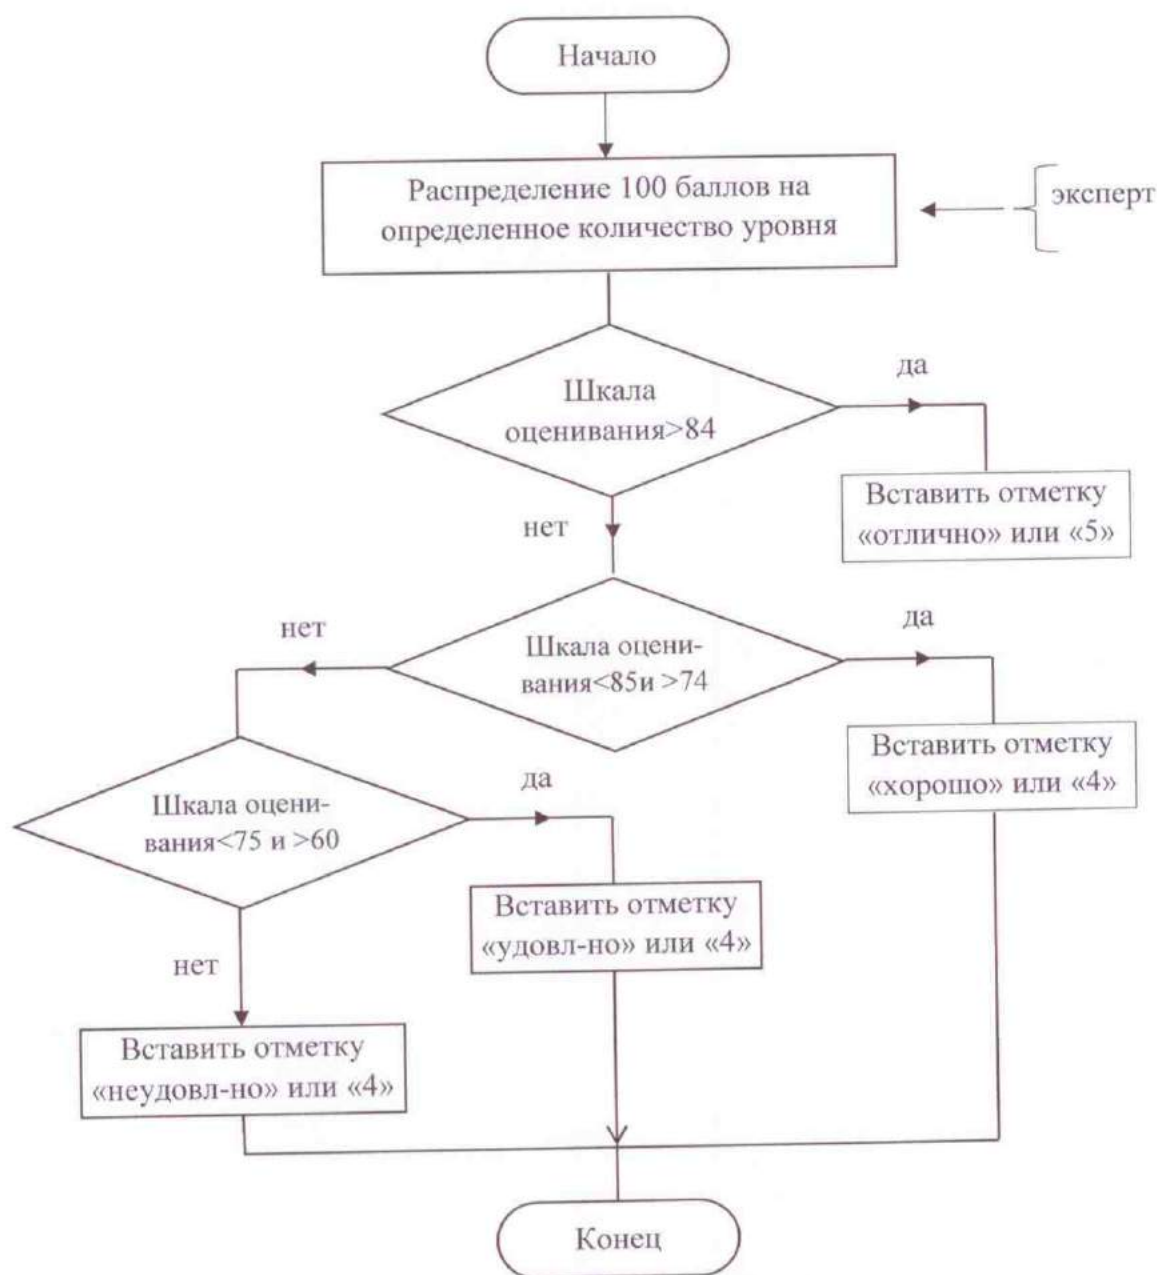 Начало
Распределение 100 баллов на
определенное количество уровня
эксперт
Шкала
оценивания>84
да
Вставить отметку
«отлично» или «5»
нет
Шкала оцени-
вания<85и >74
да
Вставить отметку
«хорошо» или «4»
нет
Шкала оцени-
вания<75 и >60
да
Вставить отметку
«удовл-но» или «4»
нет
Вставить отметку
«неудовл-но» или «4»
Конец